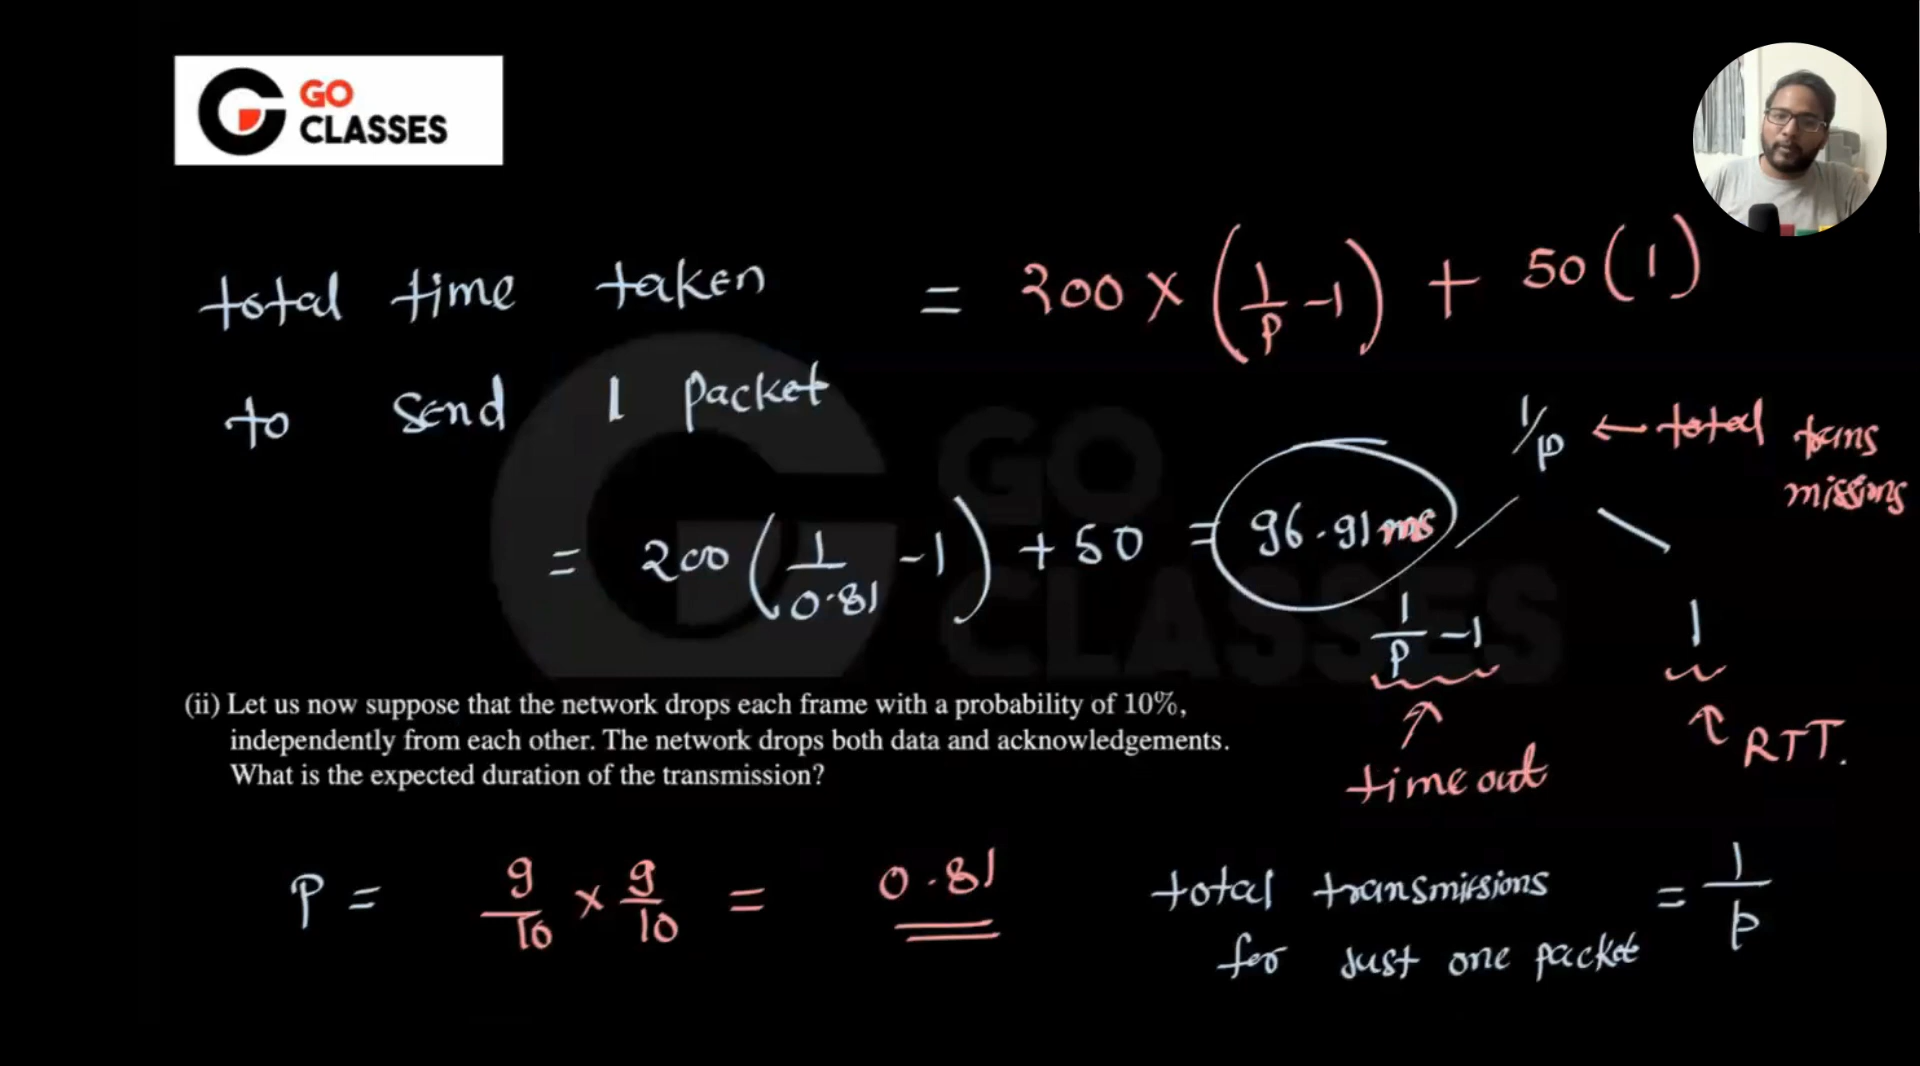 GO
CLASSES
total time taken = 200 × (1/p - 1) + 50 (1)
to send 1 packet
1/p ← total trans
missions
= 200 (1/0.81 - 1) + 50 = 96.91 ms
GO
CLASSES
1/p - 1
1
↑ timeout
↑ RTT.
(ii) Let us now suppose that the network drops each frame with a probability of 10%,
independently from each other. The network drops both data and acknowledgements.
What is the expected duration of the transmission?
P = 9/10 × 9/10 = 0.81
total transmissions = 1/p
for just one packet